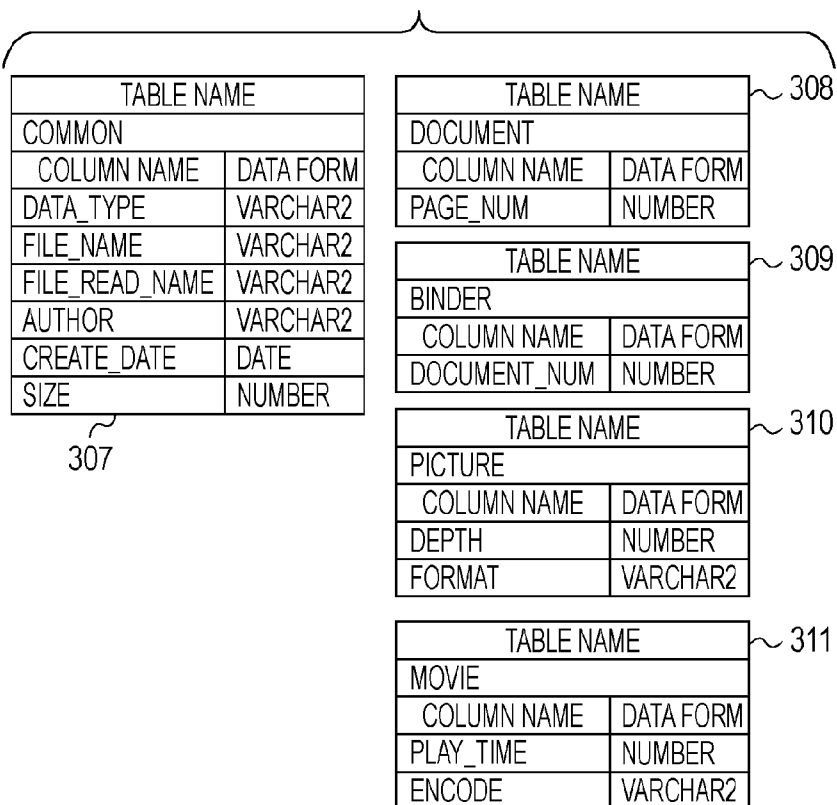 TABLE NAME
COMMON
COLUMN NAME DATA FORM
DATA_TYPE VARCHAR2
FILE_NAME VARCHAR2
FILE_READ_NAME VARCHAR2
AUTHOR VARCHAR2
CREATE_DATE DATE
SIZE NUMBER
307
TABLE NAME 308
DOCUMENT
COLUMN NAME DATA FORM
PAGE_NUM NUMBER
TABLE NAME 309
BINDER
COLUMN NAME DATA FORM
DOCUMENT_NUM NUMBER
TABLE NAME 310
PICTURE
COLUMN NAME DATA FORM
DEPTH NUMBER
FORMAT VARCHAR2
TABLE NAME 311
MOVIE
COLUMN NAME DATA FORM
PLAY_TIME NUMBER
ENCODE VARCHAR2